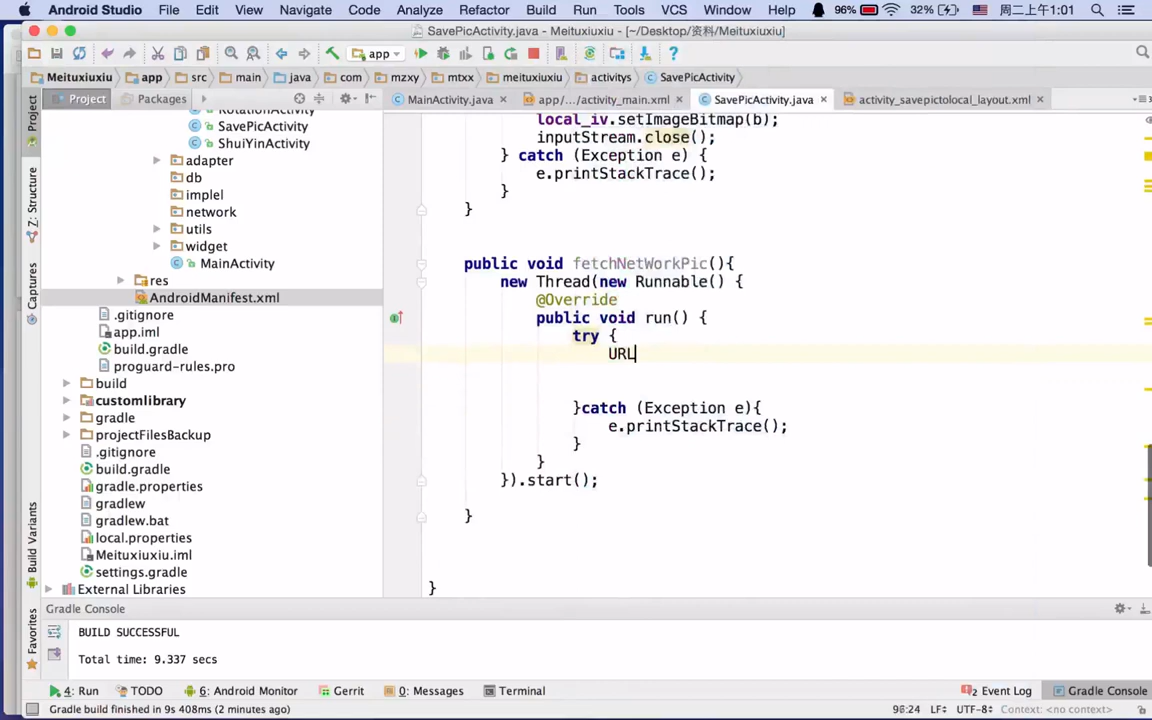 Android Studio File Edit View Navigate Code Analyze Refactor Build Run Tools VCS Window Help 96% 32% 周二上午1:01
SavePicActivity.java - Meituxiuxiu - [~/Desktop/资料/Meituxiuxiu]
app
Meituxiuxiu app src main java com mzxy mtxx meituxiuxiu activitys SavePicActivity
Project Packages MainActivity.java app/.../activity_main.xml SavePicActivity.java activity_savepictolocal_layout.xml
1: Project
Z: Structure
Captures
Build Variants
Favorites
SavePicActivity
ShuiYinActivity
adapter
db
implel
network
utils
widget
MainActivity
res
AndroidManifest.xml
.gitignore
app.iml
build.gradle
proguard-rules.pro
build
customlibrary
gradle
projectFilesBackup
.gitignore
build.gradle
gradle.properties
gradlew
gradlew.bat
local.properties
Meituxiuxiu.iml
settings.gradle
External Libraries
local_iv.setImageBitmap(b);
inputStream.close();
} catch (Exception e) {
e.printStackTrace();
}
}
public void fetchNetWorkPic(){
new Thread(new Runnable() {
@Override
public void run() {
try {
URL
}catch (Exception e){
e.printStackTrace();
}
}
}).start();
}
}
Gradle Console
BUILD SUCCESSFUL
Total time: 9.337 secs
4: Run TODO 6: Android Monitor Gerrit 0: Messages Terminal 2 Event Log Gradle Console
Gradle build finished in 9s 408ms (2 minutes ago) LF÷ UTF-8÷ Context: <no context>